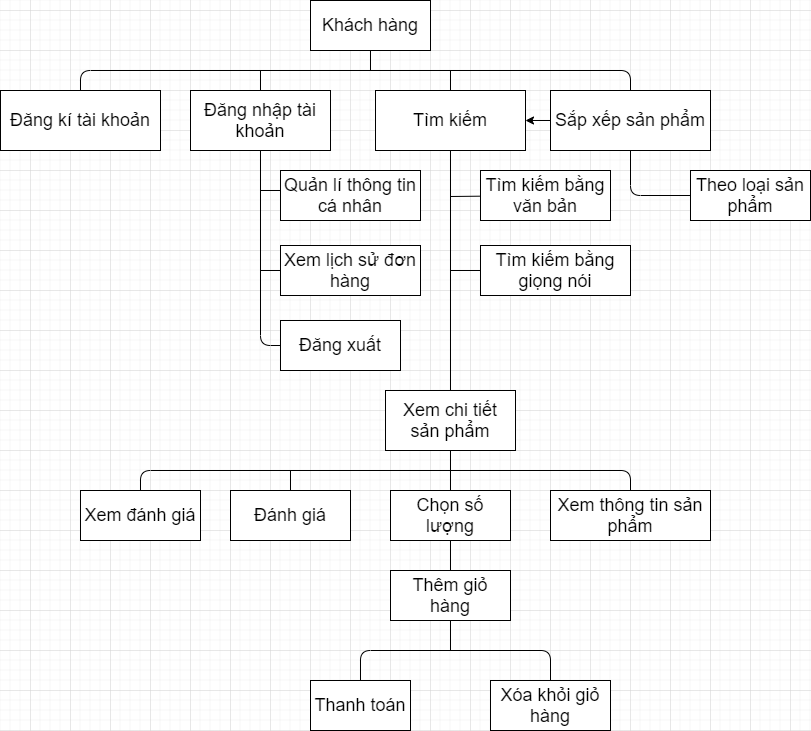 Khách hàng
Đăng kí tài khoản
Đăng nhập tài
khoản
Tìm kiếm
Sắp xếp sản phẩm
Quản lí thông tin
cá nhân
Tìm kiếm bằng
văn bản
Theo loại sản
phẩm
Xem lịch sử đơn
hàng
Tìm kiếm bằng
giọng nói
Đăng xuất
Xem chi tiết
sản phẩm
Xem đánh giá
Đánh giá
Chọn số
lượng
Xem thông tin sản
phẩm
Thêm giỏ
hàng
Thanh toán
Xóa khỏi giỏ
hàng